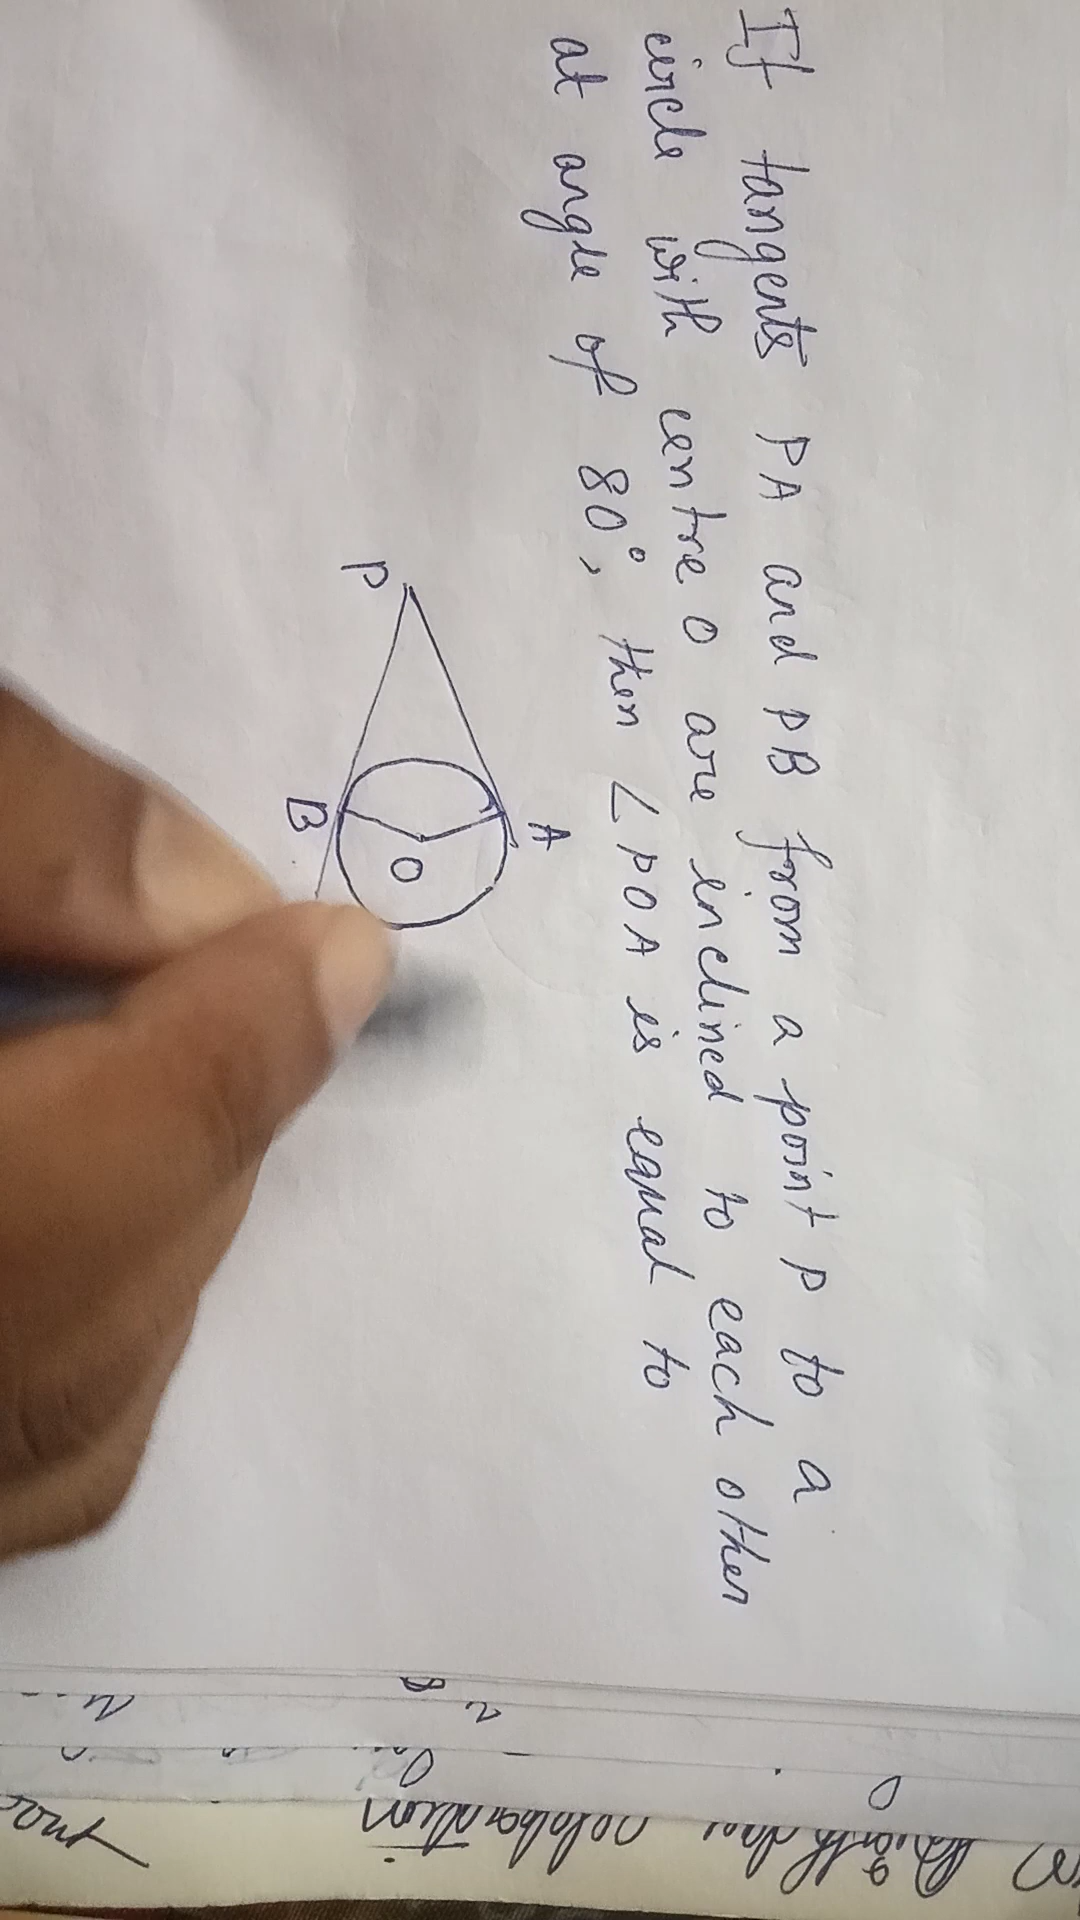 If tangents PA and PB from a point P to a
circle with centre O are inclined to each other
at angle of 80°, then ∠POA is equal to
A
P
O
B